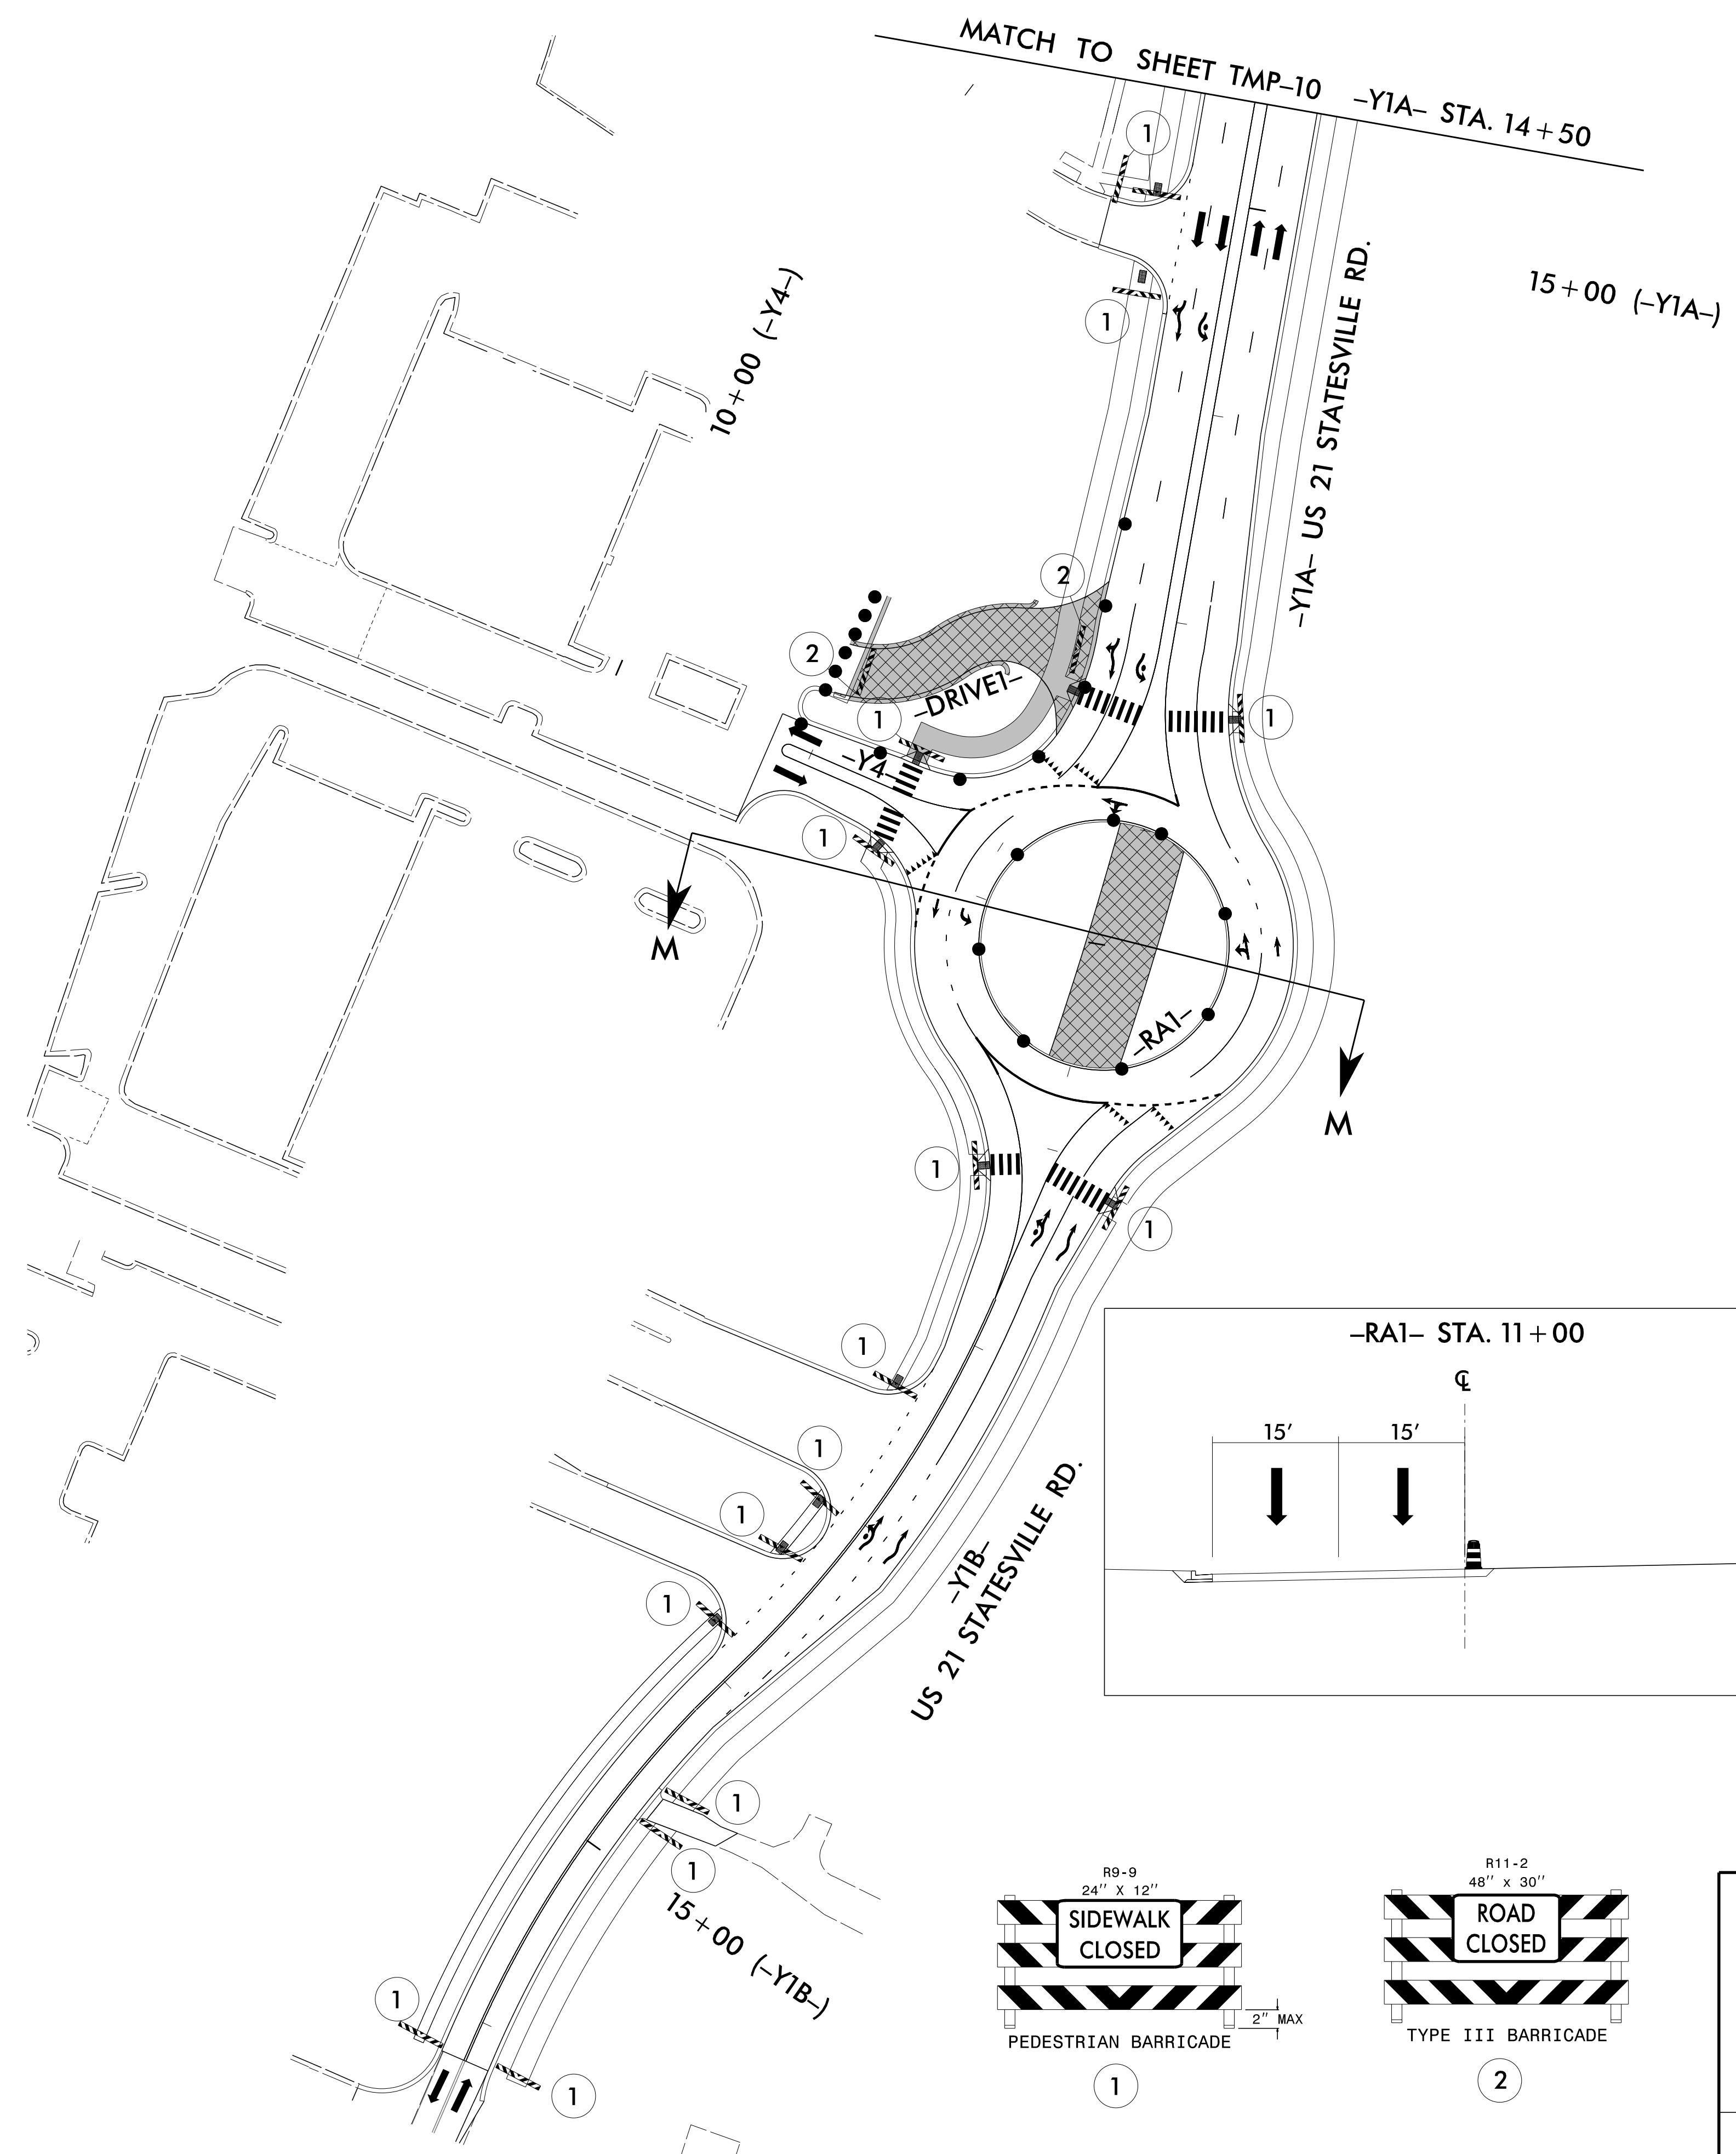 MATCH TO SHEET TMP-10 -Y1A- STA. 14+50
1
15+00 (-Y1A-)
1
10+00 (-Y4-)
-Y1A- US 21 STATESVILLE RD.
2
2
-DRIVE1-
1
1
-Y4-
1
M
-RA1-
M
1
1
-RA1- STA. 11+00
CL
1
15'
15'
1
1
1
-Y1B-
US 21 STATESVILLE RD.
1
1
15+00 (-Y1B-)
1
1
R9-9
24" X 12"
SIDEWALK
CLOSED
2" MAX
PEDESTRIAN BARRICADE
1
R11-2
48" x 30"
ROAD
CLOSED
TYPE III BARRICADE
2